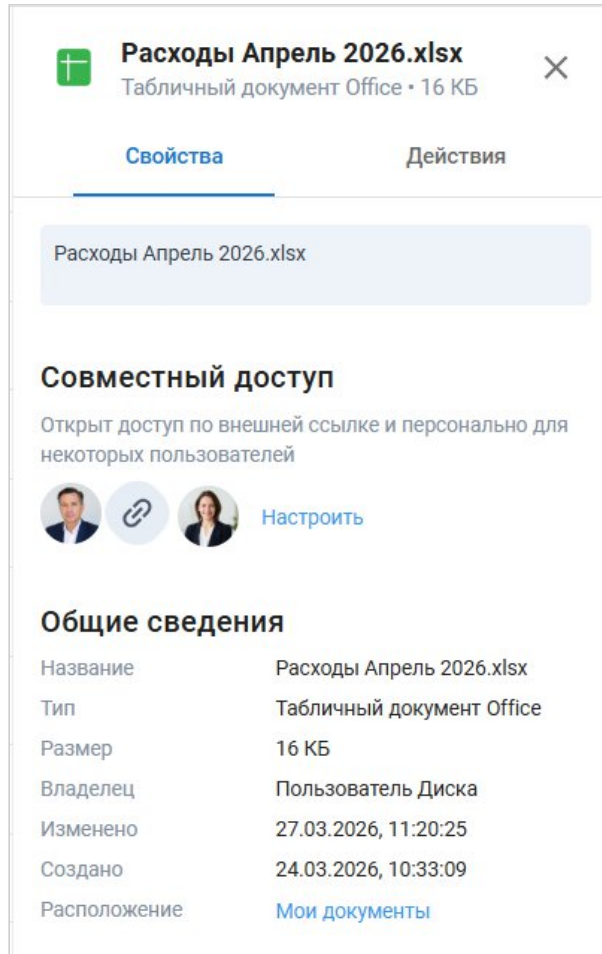 Расходы Апрель 2026.xlsx
Табличный документ Office • 16 КБ
Свойства
Действия
Расходы Апрель 2026.xlsx
Совместный доступ
Открыт доступ по внешней ссылке и персонально для
некоторых пользователей
Настроить
Общие сведения
Название Расходы Апрель 2026.xlsx
Тип Табличный документ Office
Размер 16 КБ
Владелец Пользователь Диска
Изменено 27.03.2026, 11:20:25
Создано 24.03.2026, 10:33:09
Расположение Мои документы